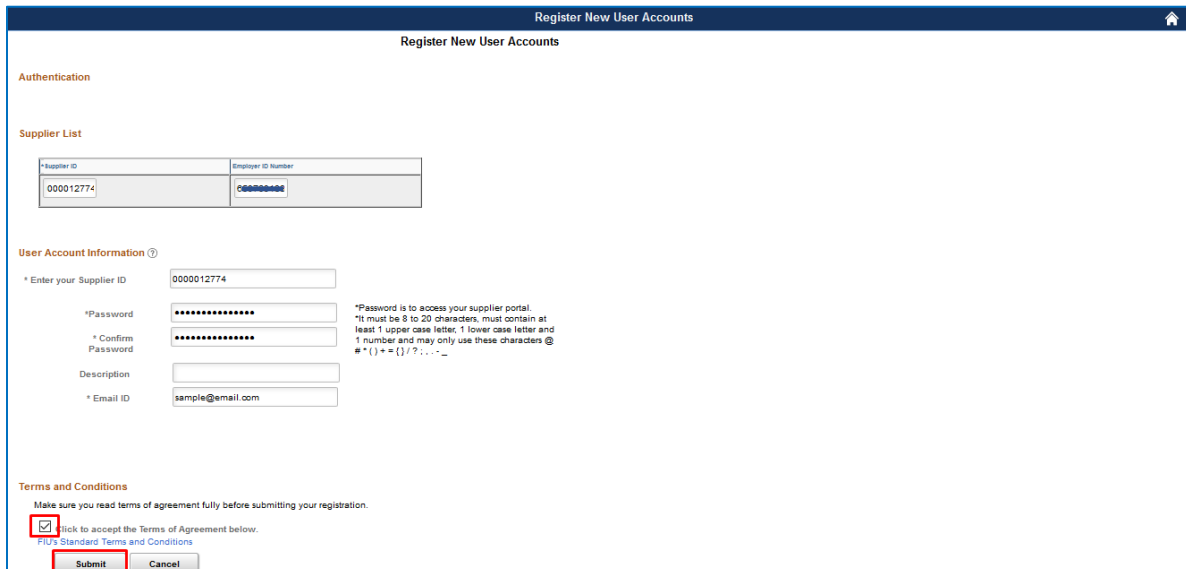 Register New User Accounts
Register New User Accounts
Authentication
Supplier List
*Supplier ID Employer ID Number
000012774
User Account Information ?
* Enter your Supplier ID 0000012774
*Password •••••••••••••••
*Password is to access your supplier portal.
*It must be 8 to 20 characters, must contain at
least 1 upper case letter, 1 lower case letter and
1 number and may only use these characters @
# * ( ) + = { } / ? ; , . - _
* Confirm
Password •••••••••••••••
Description
* Email ID sample@email.com
Terms and Conditions
Make sure you read terms of agreement fully before submitting your registration.
Click to accept the Terms of Agreement below.
FIU's Standard Terms and Conditions
Submit Cancel